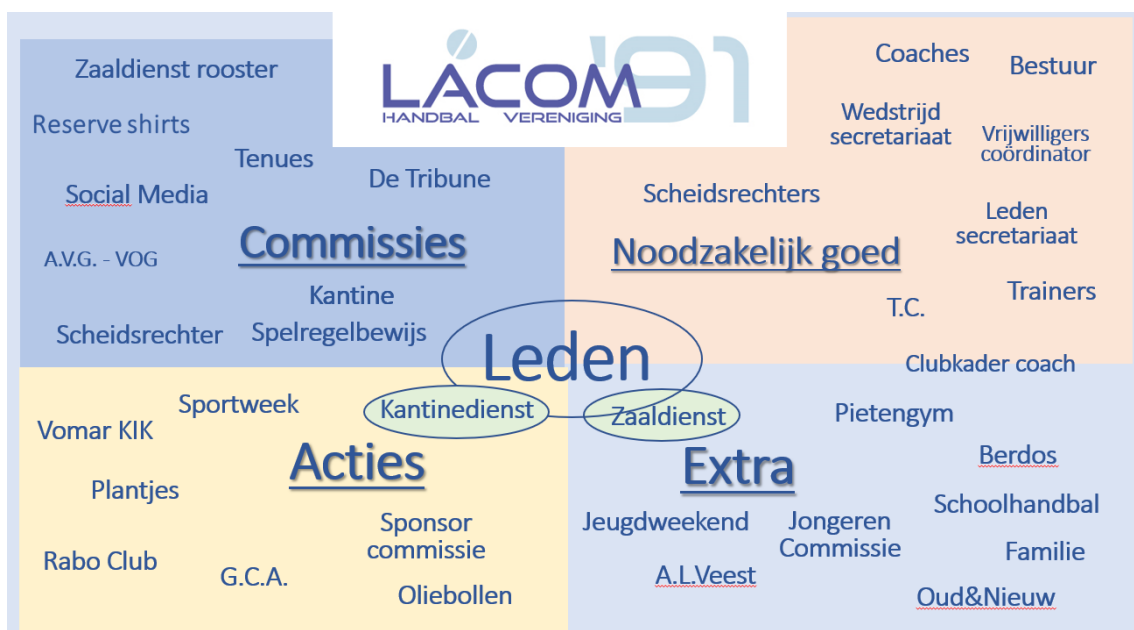 LACOM '91
HANDBAL VERENIGING
Zaaldienst rooster
Reserve shirts
Tenues
De Tribune
Social Media
Commissies
A.V.G. - VOG
Kantine
Scheidsrechter
Spelregelbewijs
Coaches
Bestuur
Wedstrijd
secretariaat
Vrijwilligers
coördinator
Scheidsrechters
Leden
secretariaat
Noodzakelijk goed
Trainers
T.C.
Clubkader coach
Leden
Kantinedienst
Zaaldienst
Sportweek
Vomar KIK
Acties
Plantjes
Sponsor
commissie
Rabo Club
G.C.A.
Oliebollen
Pietengym
Extra
Berdos
Schoolhandbal
Jeugdweekend
Jongeren
Commissie
Familie
A.L.Veest
Oud&Nieuw